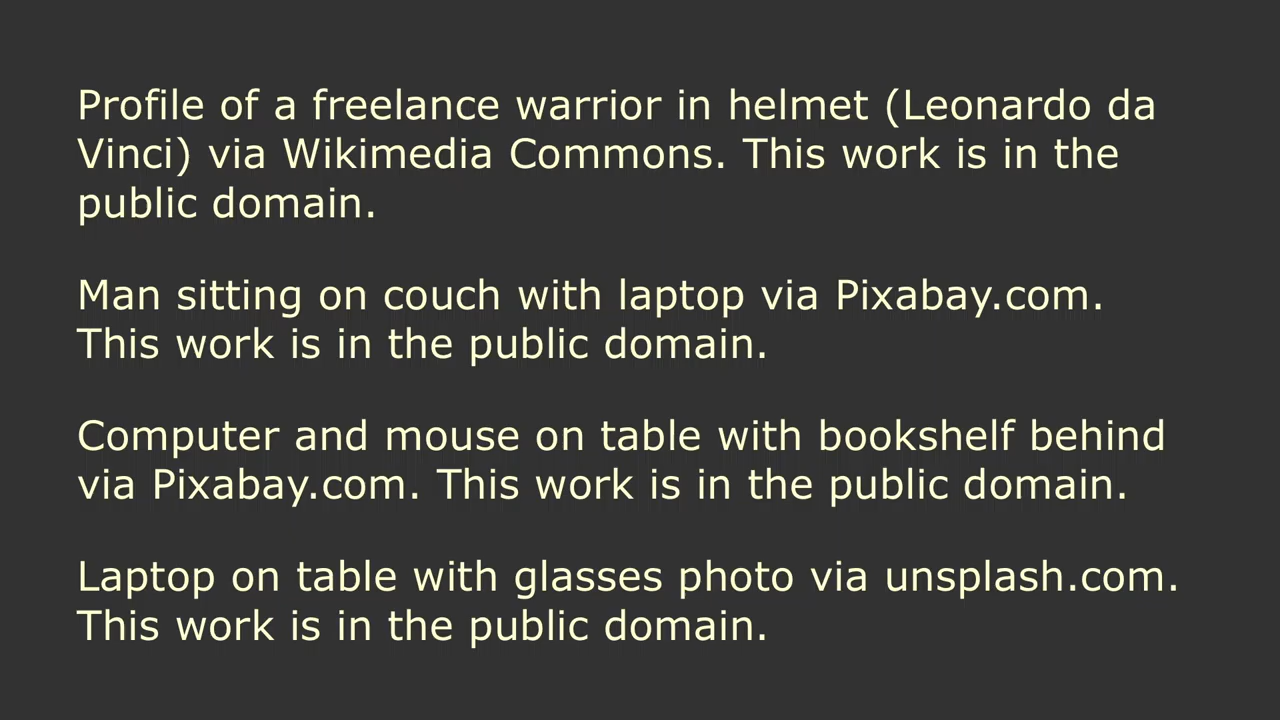 Profile of a freelance warrior in helmet (Leonardo da
Vinci) via Wikimedia Commons. This work is in the
public domain.
Man sitting on couch with laptop via Pixabay.com.
This work is in the public domain.
Computer and mouse on table with bookshelf behind
via Pixabay.com. This work is in the public domain.
Laptop on table with glasses photo via unsplash.com.
This work is in the public domain.